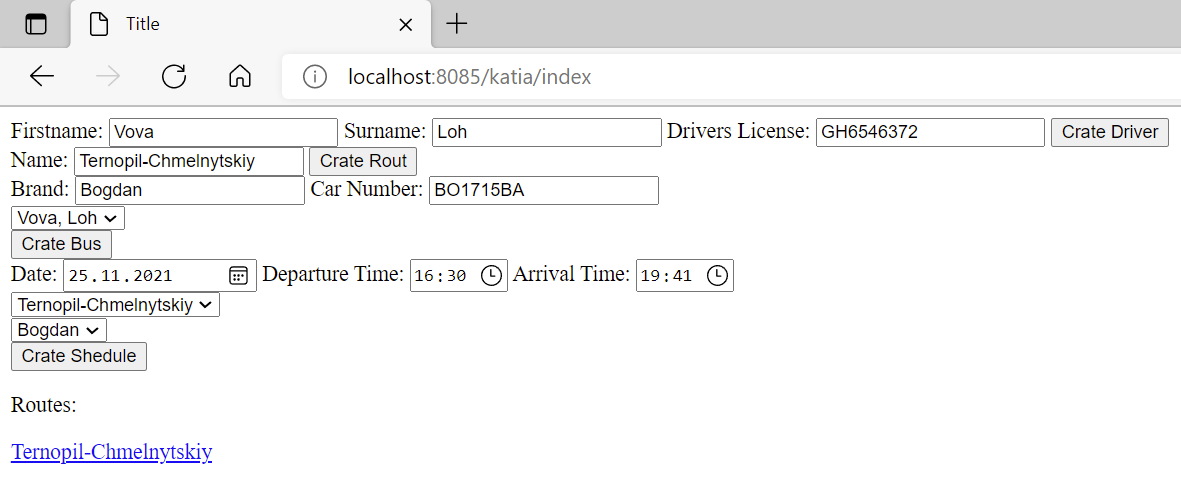 Title
localhost:8085/katia/index
Firstname: Vova Surname: Loh Drivers License: GH6546372 Crate Driver
Name: Ternopil-Chmelnytskiy Crate Rout
Brand: Bogdan Car Number: BO1715BA
Vova, Loh
Crate Bus
Date: 25.11.2021 Departure Time: 16:30 Arrival Time: 19:41
Ternopil-Chmelnytskiy
Bogdan
Crate Shedule
Routes:
Ternopil-Chmelnytskiy